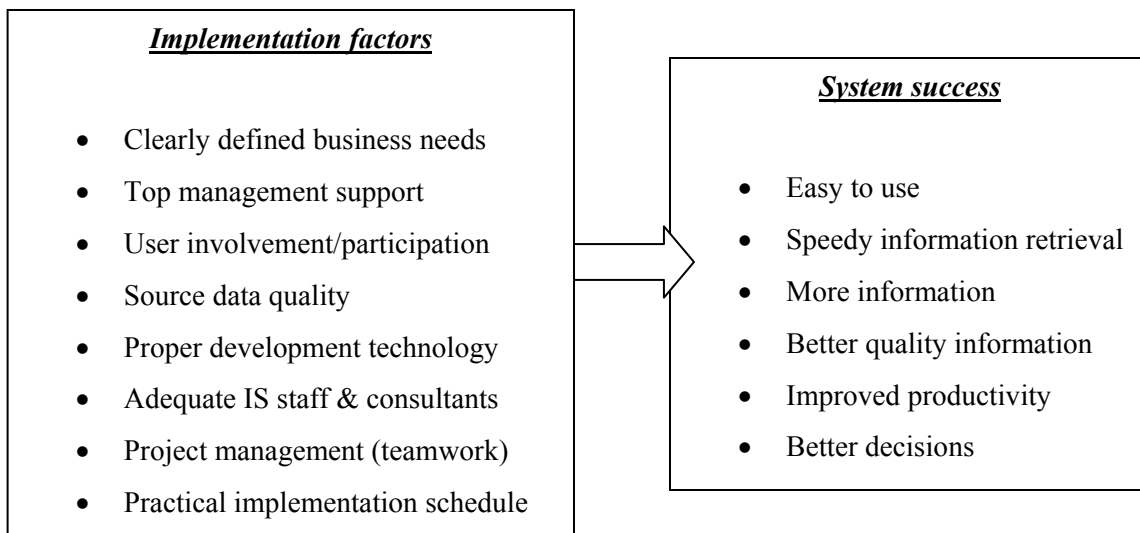 Implementation factors
• Clearly defined business needs
• Top management support
• User involvement/participation
• Source data quality
• Proper development technology
• Adequate IS staff & consultants
• Project management (teamwork)
• Practical implementation schedule
System success
• Easy to use
• Speedy information retrieval
• More information
• Better quality information
• Improved productivity
• Better decisions